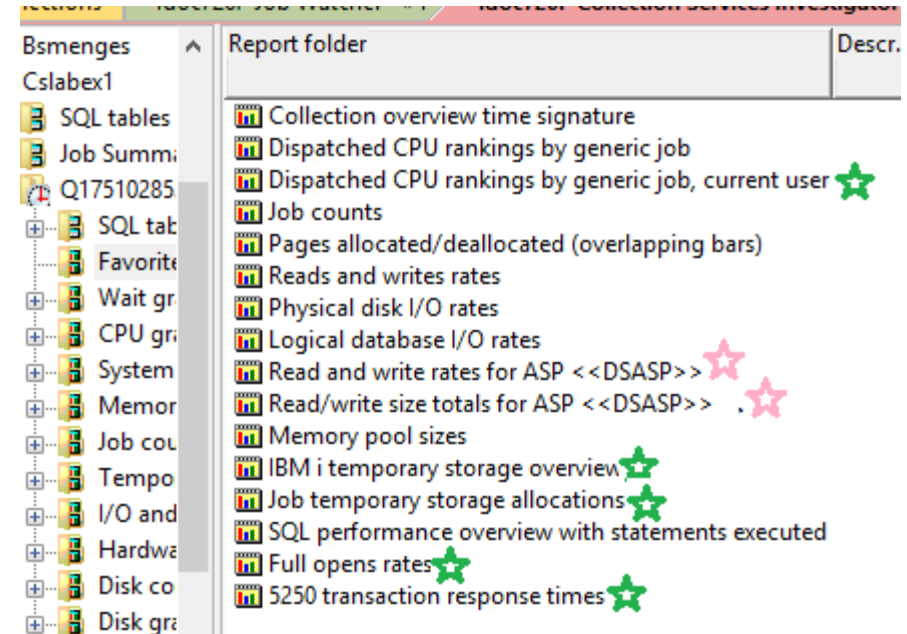 Report folder
Descr.
Bsmenges
Cslabex1
SQL tables
Job Summa
Q17510285
SQL tab
Favorite
Wait gr
CPU gra
System
Memor
Job cou
Tempo
I/O and
Hardwa
Disk co
Disk gra
Collection overview time signature
Dispatched CPU rankings by generic job
Dispatched CPU rankings by generic job, current user
Job counts
Pages allocated/deallocated (overlapping bars)
Reads and writes rates
Physical disk I/O rates
Logical database I/O rates
Read and write rates for ASP <<DSASP>>
Read/write size totals for ASP <<DSASP>> .
Memory pool sizes
IBM i temporary storage overview
Job temporary storage allocations
SQL performance overview with statements executed
Full opens rates
5250 transaction response times